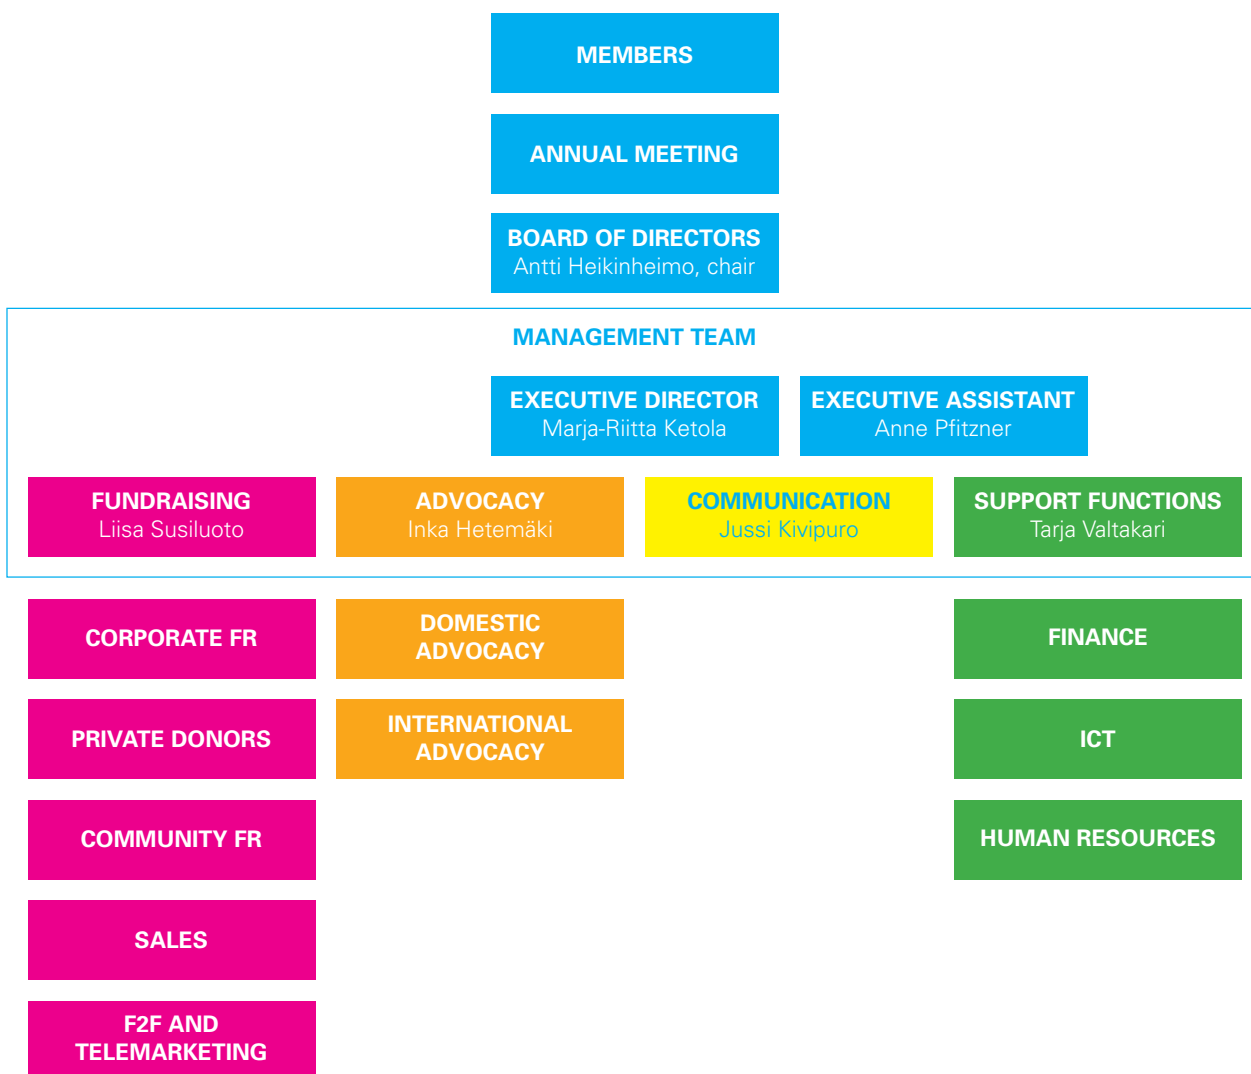 MEMBERS
ANNUAL MEETING
BOARD OF DIRECTORS
Antti Heikinheimo, chair
MANAGEMENT TEAM
EXECUTIVE DIRECTOR
Marja-Riitta Ketola
EXECUTIVE ASSISTANT
Anne Pfitzner
FUNDRAISING
Liisa Susiluoto
ADVOCACY
Inka Hetemäki
COMMUNICATION
Jussi Kivipuro
SUPPORT FUNCTIONS
Tarja Valtakari
CORPORATE FR
DOMESTIC
ADVOCACY
FINANCE
PRIVATE DONORS
INTERNATIONAL
ADVOCACY
ICT
COMMUNITY FR
HUMAN RESOURCES
SALES
F2F AND
TELEMARKETING